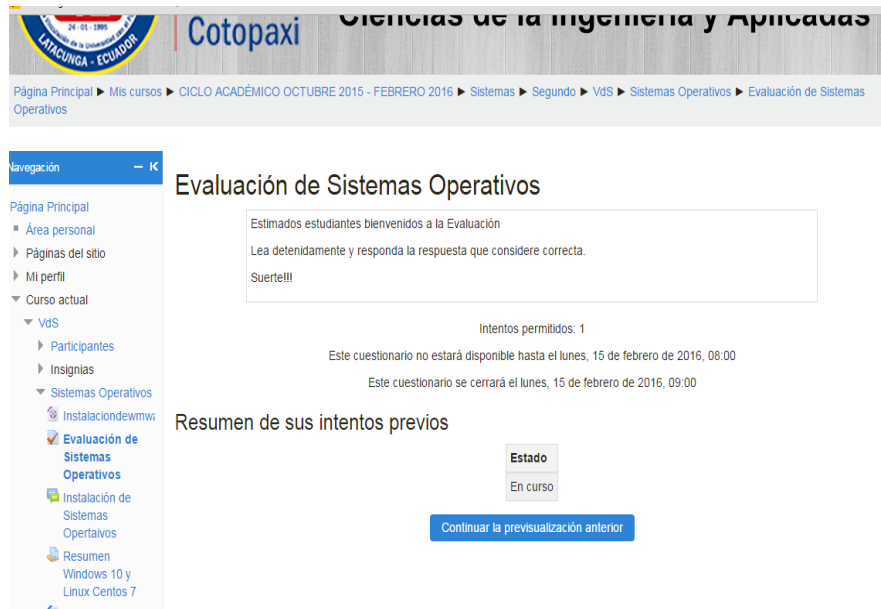 24 - 01 - 1995
LATACUNGA - ECUADOR
Cotopaxi
Ciencias de la Ingeniería y Aplicadas
Página Principal ▶ Mis cursos ▶ CICLO ACADÉMICO OCTUBRE 2015 - FEBRERO 2016 ▶ Sistemas ▶ Segundo ▶ VdS ▶ Sistemas Operativos ▶ Evaluación de Sistemas
Operativos
Navegación
Página Principal
Área personal
Páginas del sitio
Mi perfil
Curso actual
VdS
Participantes
Insignias
Sistemas Operativos
Instalaciondewmwa
Evaluación de
Sistemas
Operativos
Instalación de
Sistemas
Opertaivos
Resumen
Windows 10 y
Linux Centos 7
Evaluación de Sistemas Operativos
Estimados estudiantes bienvenidos a la Evaluación
Lea detenidamente y responda la respuesta que considere correcta.
Suerte!!!
Intentos permitidos: 1
Este cuestionario no estará disponible hasta el lunes, 15 de febrero de 2016, 08:00
Este cuestionario se cerrará el lunes, 15 de febrero de 2016, 09:00
Resumen de sus intentos previos
Estado
En curso
Continuar la previsualización anterior